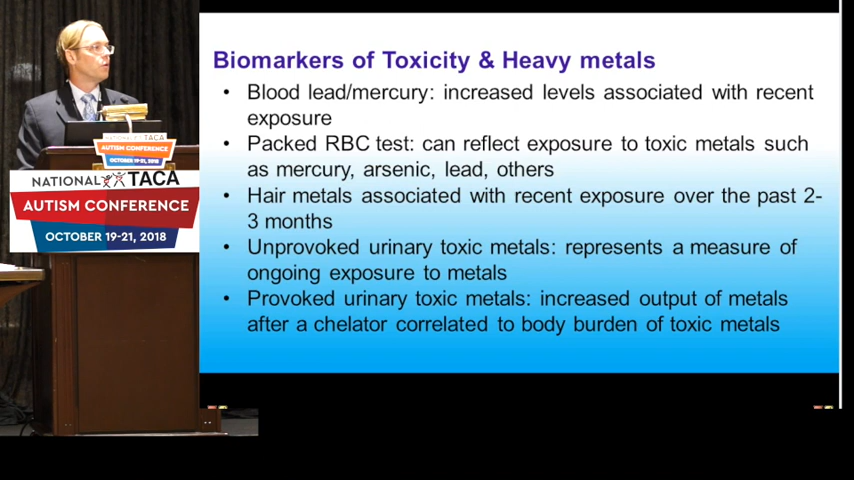 Biomarkers of Toxicity & Heavy metals
• Blood lead/mercury: increased levels associated with recent
exposure
• Packed RBC test: can reflect exposure to toxic metals such
as mercury, arsenic, lead, others
• Hair metals associated with recent exposure over the past 2-
3 months
• Unprovoked urinary toxic metals: represents a measure of
ongoing exposure to metals
• Provoked urinary toxic metals: increased output of metals
after a chelator correlated to body burden of toxic metals
NATIONAL TACA
AUTISM CONFERENCE
OCTOBER 19-21, 2018
NATIONAL TACA
AUTISM CONFERENCE
OCTOBER 19-21, 2018